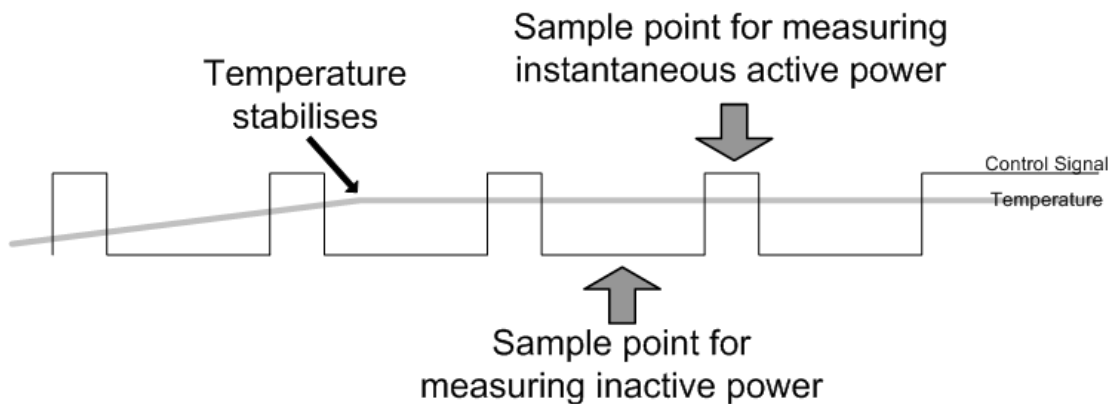 Sample point for measuring
instantaneous active power
Temperature
stabilises
Control Signal
Temperature
Sample point for
measuring inactive power